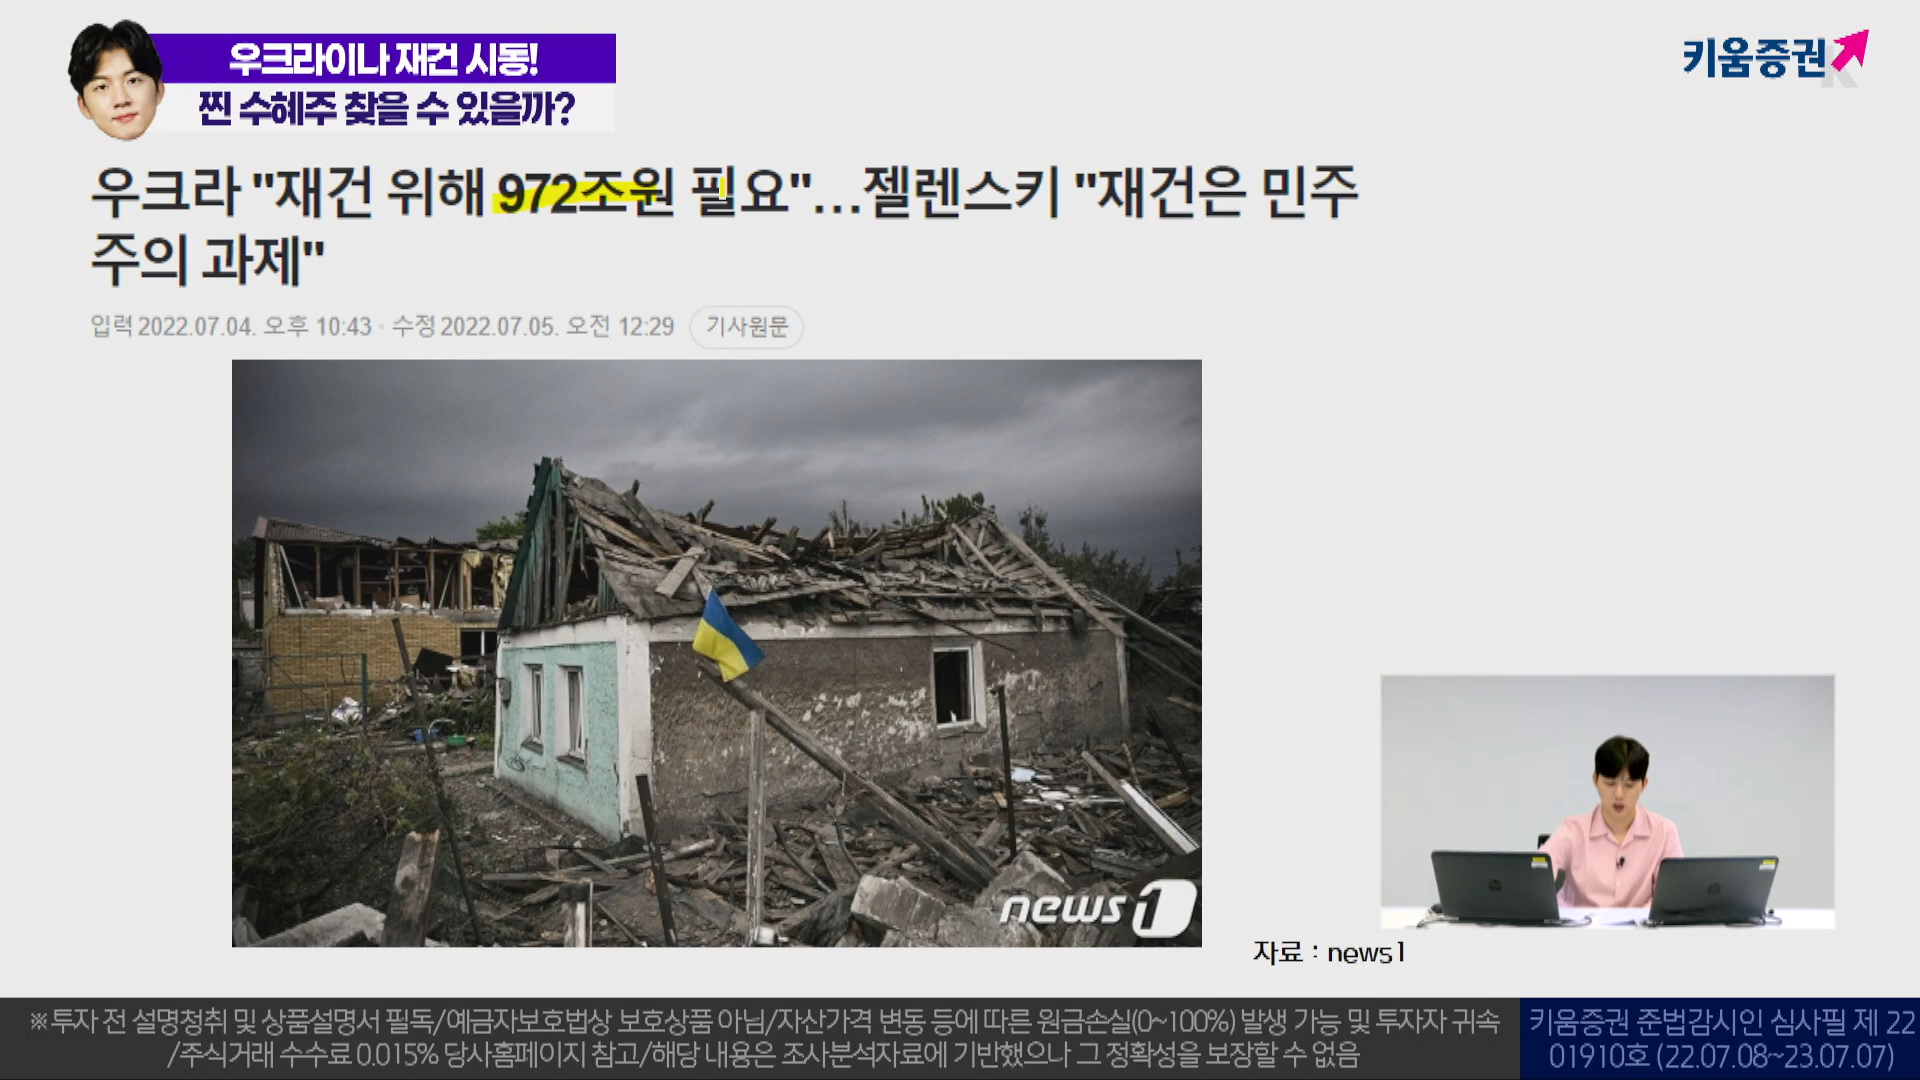 우크라이나 재건 시동!
찐 수혜주 찾을 수 있을까?
키움증권
우크라 "재건 위해 972조원 필요"…젤렌스키 "재건은 민주
주의 과제"
입력 2022.07.04. 오후 10:43 · 수정 2022.07.05. 오전 12:29 기사원문
news1
자료 : news1
※투자 전 설명청취 및 상품설명서 필독/예금자보호법상 보호상품 아님/자산가격 변동 등에 따른 원금손실(0~100%) 발생 가능 및 투자자 귀속
/주식거래 수수료 0.015% 당사홈페이지 참고/해당 내용은 조사분석자료에 기반했으나 그 정확성을 보장할 수 없음
키움증권 준법감시인 심사필 제 22
01910호 (22.07.08~23.07.07)